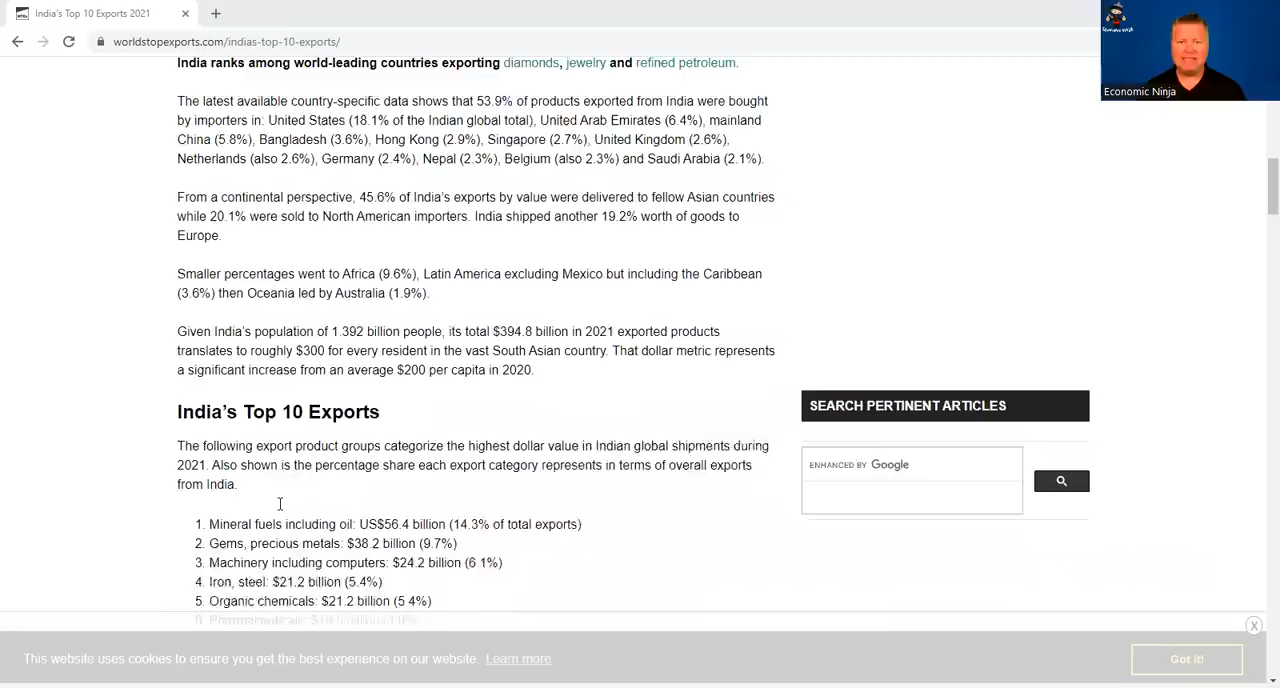 India's Top 10 Exports 2021
worldstopexports.com/indias-top-10-exports/
Economic Ninja
India ranks among world-leading countries exporting diamonds, jewelry and refined petroleum.
The latest available country-specific data shows that 53.9% of products exported from India were bought
by importers in: United States (18.1% of the Indian global total), United Arab Emirates (6.4%), mainland
China (5.8%), Bangladesh (3.6%), Hong Kong (2.9%), Singapore (2.7%), United Kingdom (2.6%),
Netherlands (also 2.6%), Germany (2.4%), Nepal (2.3%), Belgium (also 2.3%) and Saudi Arabia (2.1%).
From a continental perspective, 45.6% of India's exports by value were delivered to fellow Asian countries
while 20.1% were sold to North American importers. India shipped another 19.2% worth of goods to
Europe.
Smaller percentages went to Africa (9.6%), Latin America excluding Mexico but including the Caribbean
(3.6%) then Oceania led by Australia (1.9%).
Given India's population of 1.392 billion people, its total $394.8 billion in 2021 exported products
translates to roughly $300 for every resident in the vast South Asian country. That dollar metric represents
a significant increase from an average $200 per capita in 2020.
India's Top 10 Exports
The following export product groups categorize the highest dollar value in Indian global shipments during
2021. Also shown is the percentage share each export category represents in terms of overall exports
from India.
1. Mineral fuels including oil: US$56.4 billion (14.3% of total exports)
2. Gems, precious metals: $38.2 billion (9.7%)
3. Machinery including computers: $24.2 billion (6.1%)
4. Iron, steel: $21.2 billion (5.4%)
5. Organic chemicals: $21.2 billion (5.4%)
6. Pharmaceuticals:
SEARCH PERTINENT ARTICLES
ENHANCED BY Google
X
This website uses cookies to ensure you get the best experience on our website. Learn more
Got it!